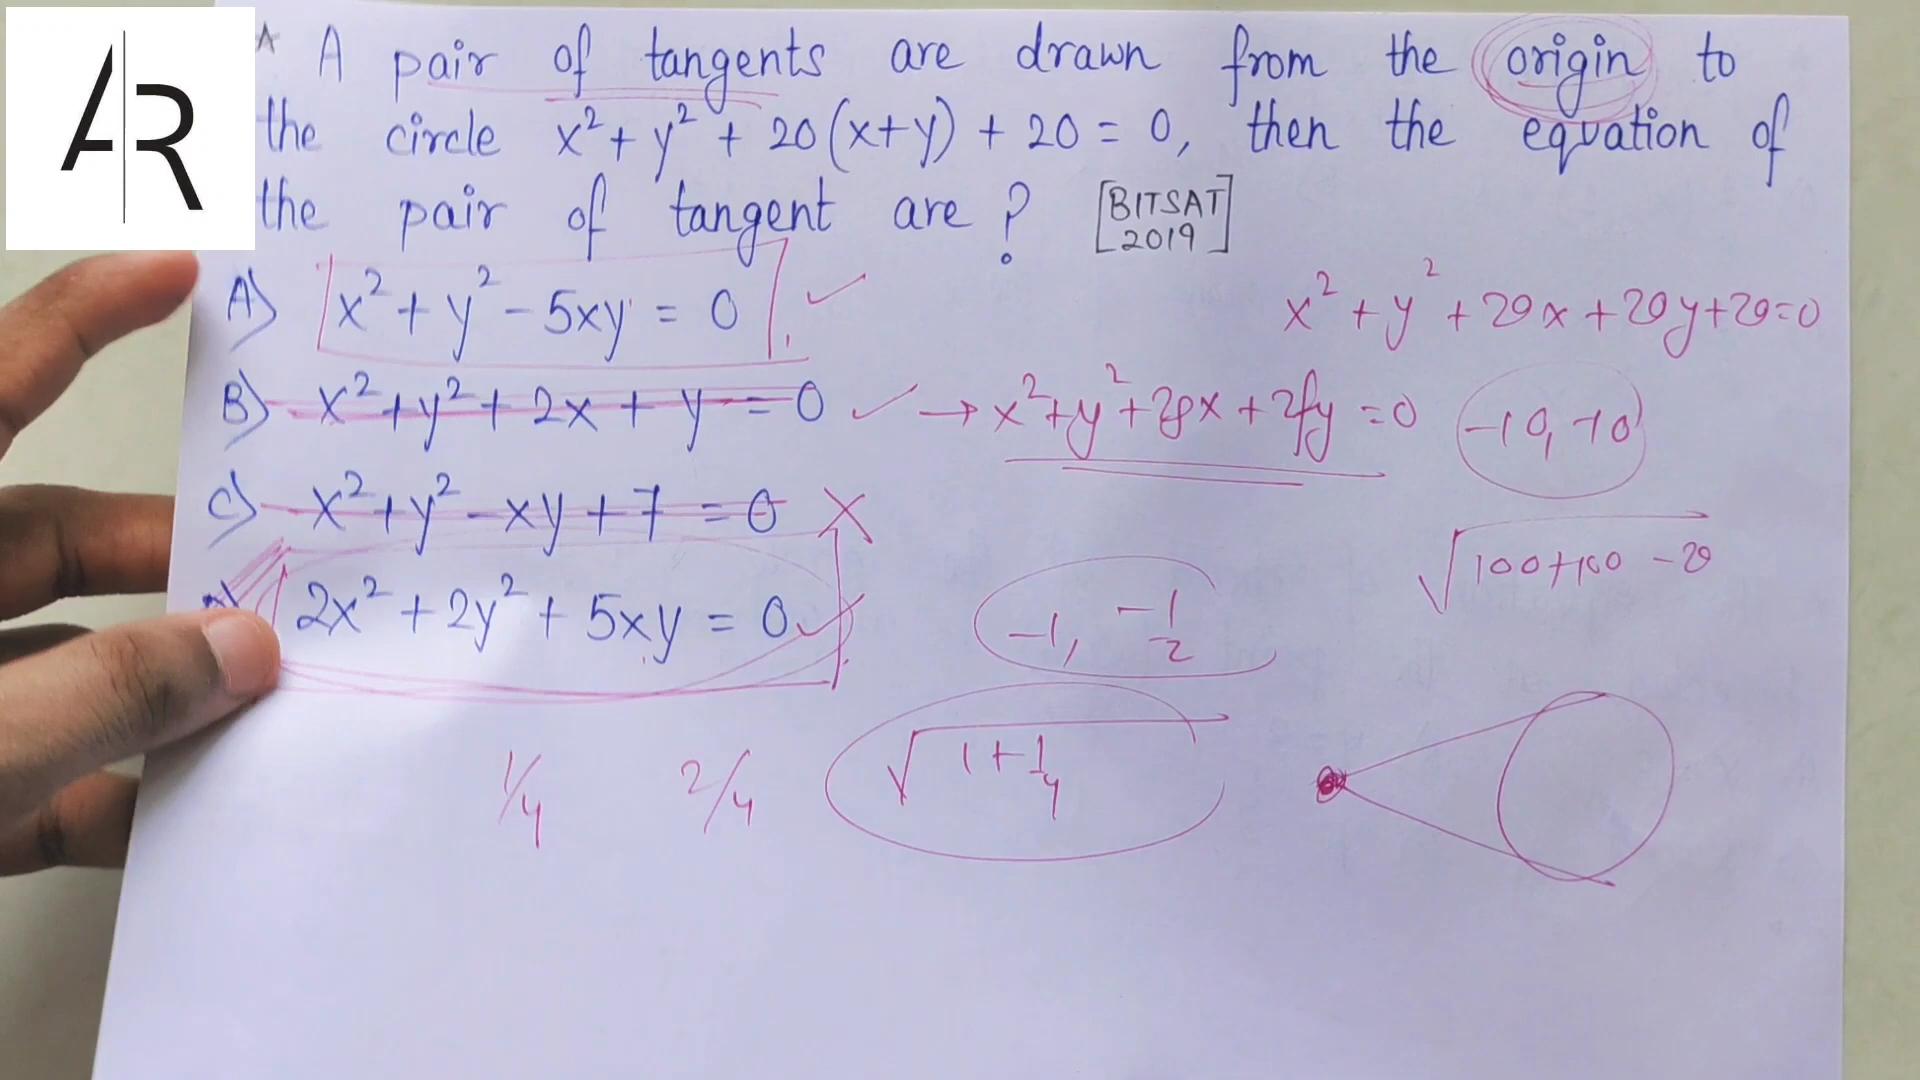 AR
A pair of tangents are drawn from the origin to
the circle x² + y² + 20(x+y) + 20 = 0, then the equation of
the pair of tangent are ? [BITSAT 2019]
A) x² + y² - 5xy = 0
x² + y² + 20x + 20y + 20 = 0
B) x² + y² + 2x + y = 0 → x² + y² + 2gx + 2fy = 0
-10, -10
C) x² + y² - xy + 7 = 0
√100+100-20
2x² + 2y² + 5xy = 0
-1, -1/2
1/4 2/4 √1+1/4